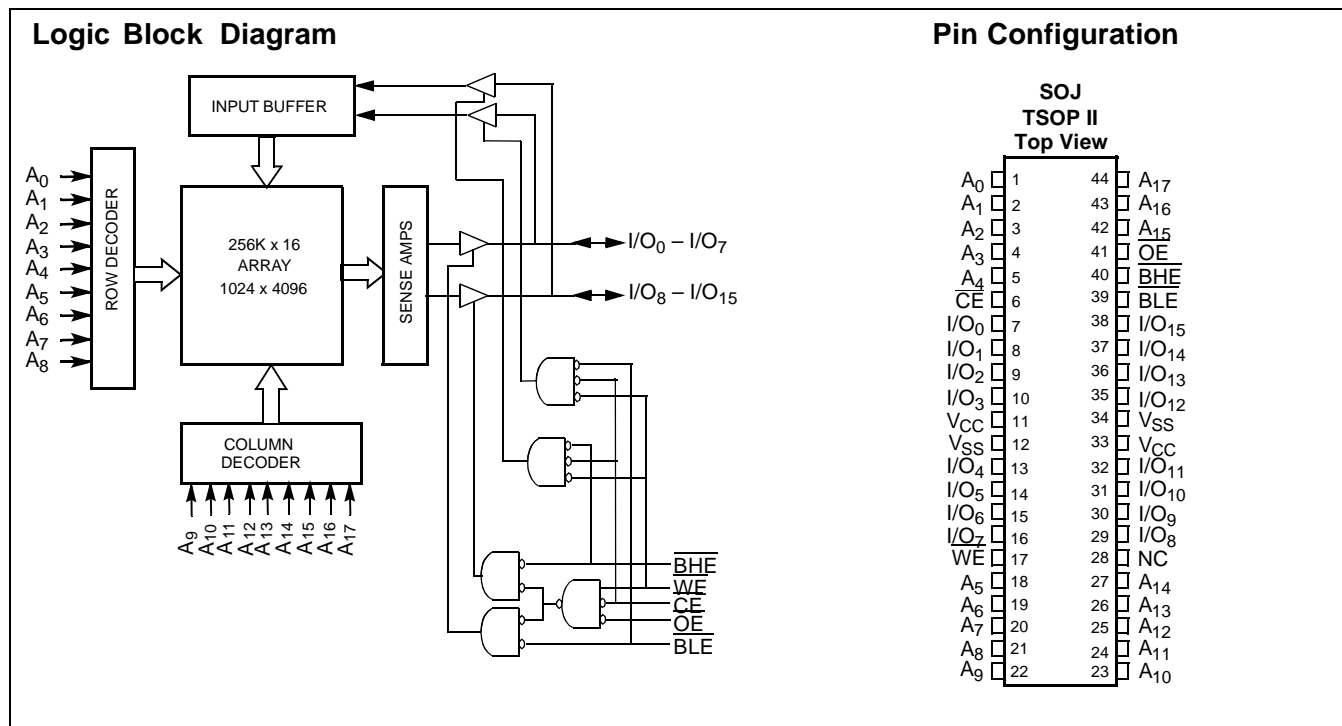 Logic Block Diagram
INPUT BUFFER
A0
A1
A2
A3
A4
A5
A6
A7
A8
ROW DECODER
256K x 16
ARRAY
1024 x 4096
SENSE AMPS
I/O0 – I/O7
I/O8 – I/O15
COLUMN
DECODER
A9
A10
A11
A12
A13
A14
A15
A16
A17
BHE
WE
CE
OE
BLE
Pin Configuration
SOJ
TSOP II
Top View
A0 1 44 A17
A1 2 43 A16
A2 3 42 A15
A3 4 41 OE
A4 5 40 BHE
CE 6 39 BLE
I/O0 7 38 I/O15
I/O1 8 37 I/O14
I/O2 9 36 I/O13
I/O3 10 35 I/O12
VCC 11 34 VSS
VSS 12 33 VCC
I/O4 13 32 I/O11
I/O5 14 31 I/O10
I/O6 15 30 I/O9
I/O7 16 29 I/O8
WE 17 28 NC
A5 18 27 A14
A6 19 26 A13
A7 20 25 A12
A8 21 24 A11
A9 22 23 A10